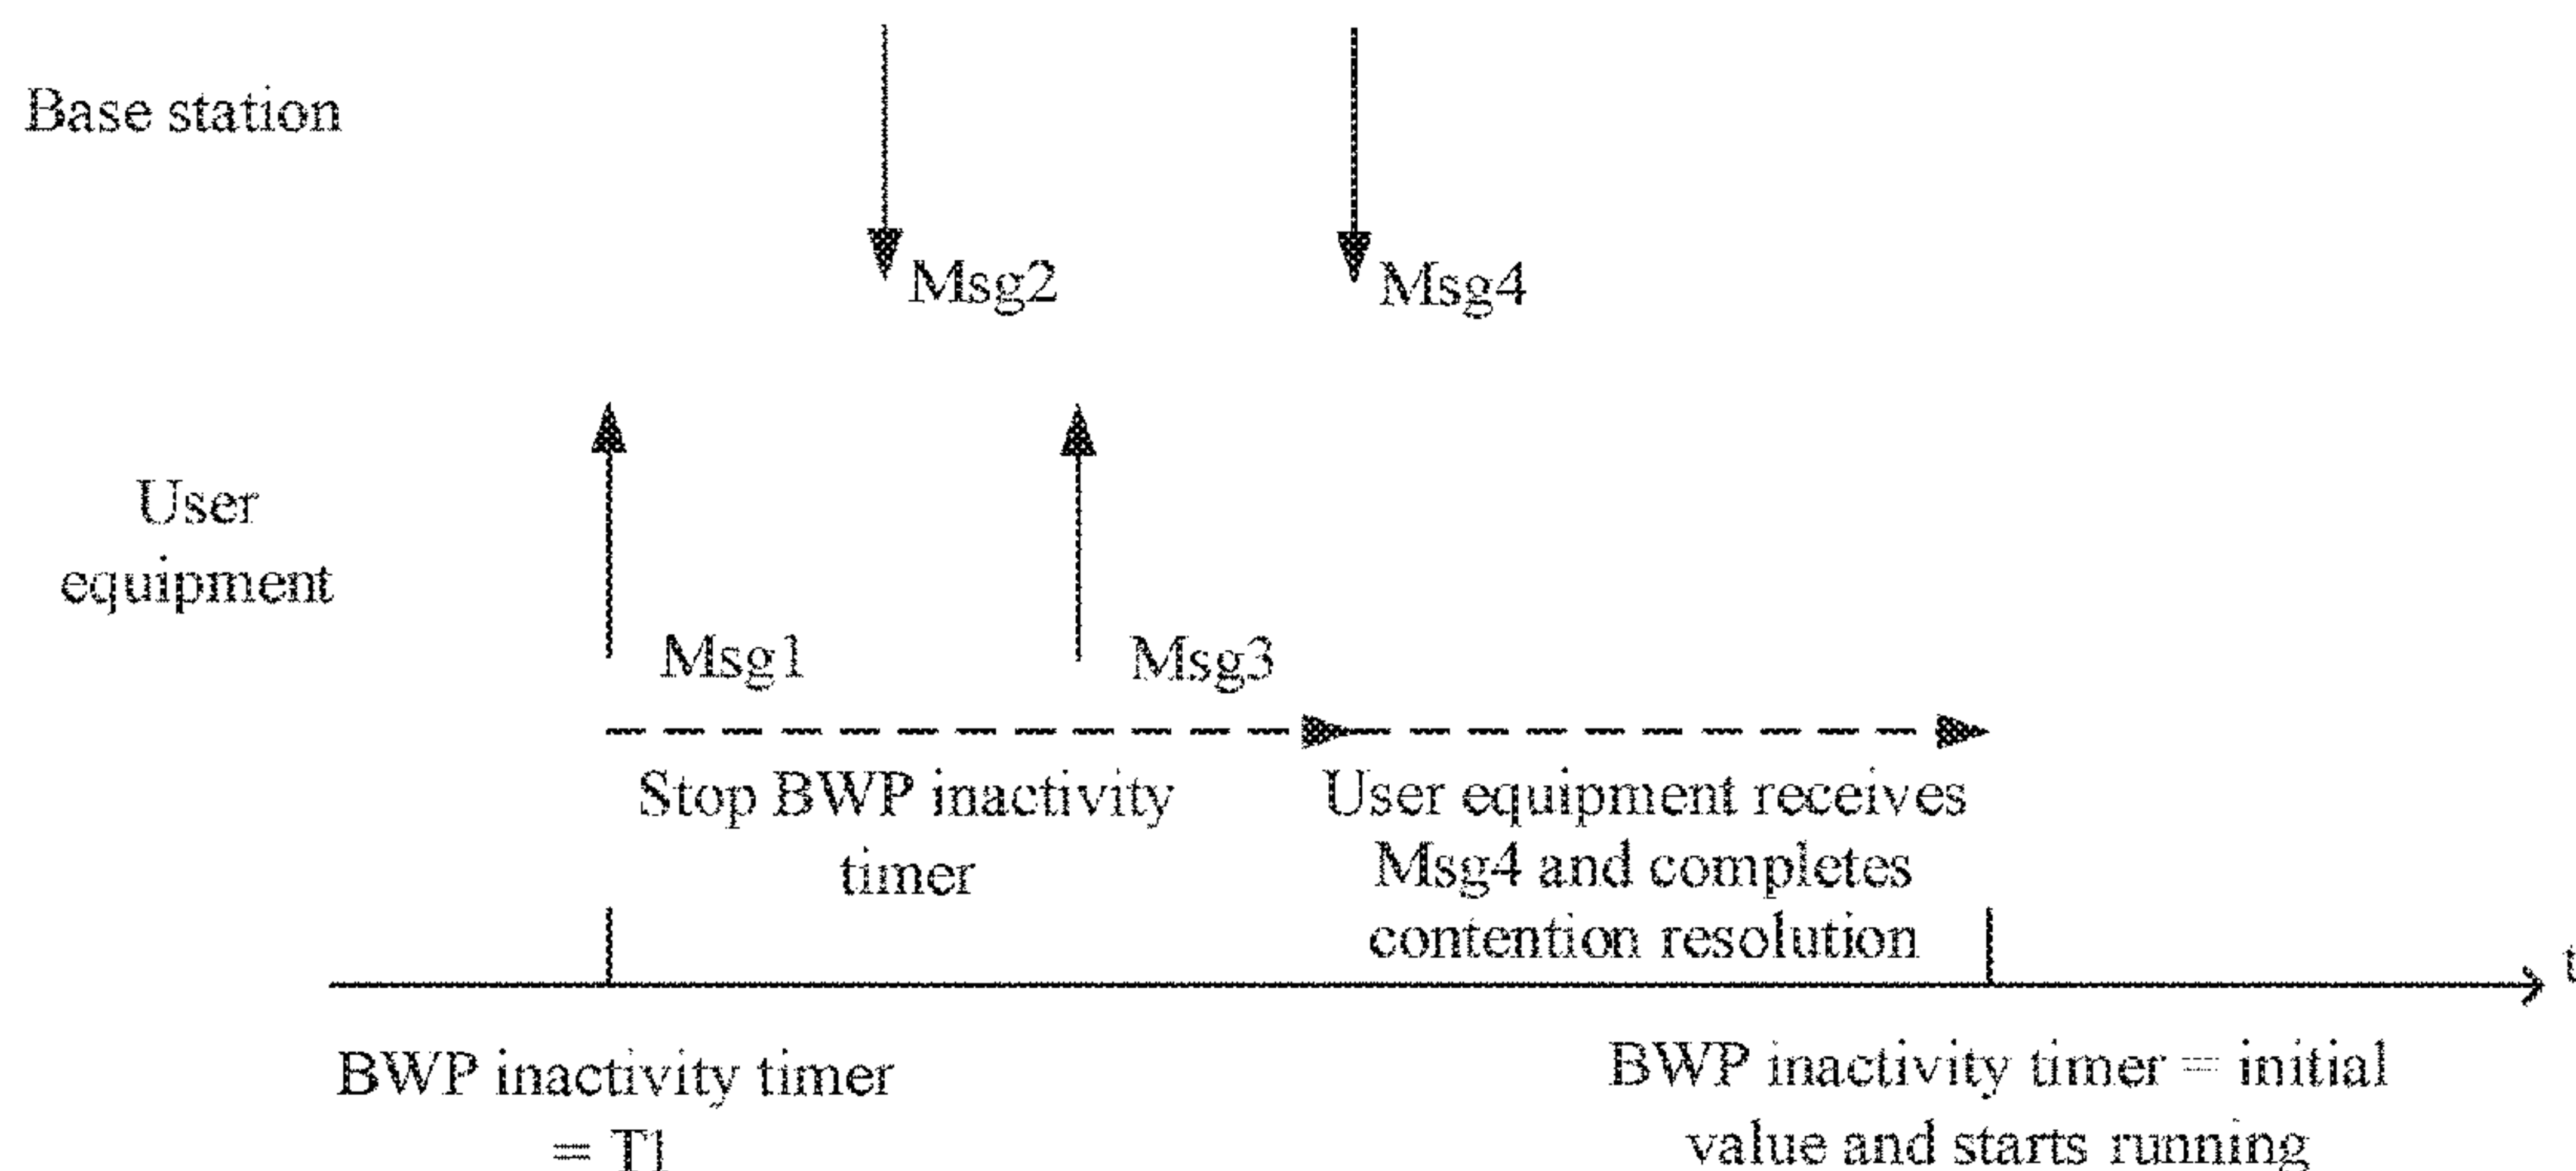 Base station
Msg2
Msg4
User
equipment
Msg1
Msg3
Stop BWP inactivity
timer
User equipment receives
Msg4 and completes
contention resolution
t
BWP inactivity timer
= T1
BWP inactivity timer = initial
value and starts running